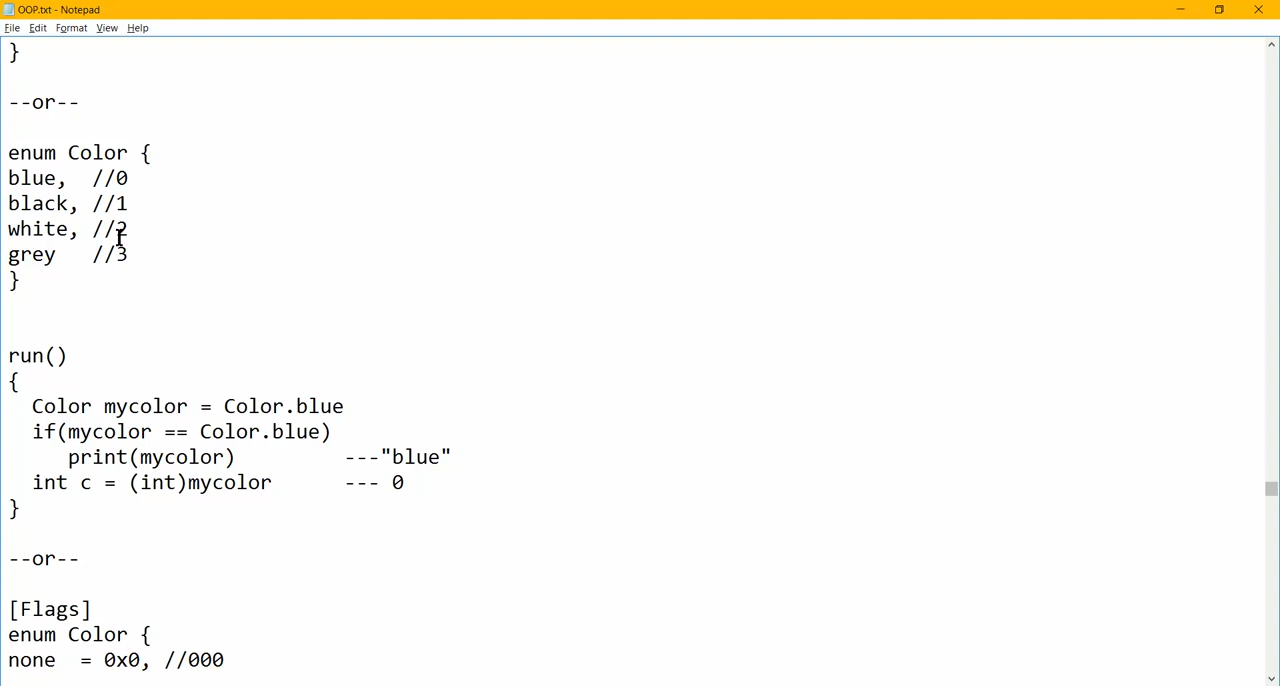 OOP.txt - Notepad
File Edit Format View Help
}
--or--
enum Color {
blue,  //0
black, //1
white, //2
grey   //3
}
run()
{
  Color mycolor = Color.blue
  if(mycolor == Color.blue)
     print(mycolor)         ---"blue"
  int c = (int)mycolor      --- 0
}
--or--
[Flags]
enum Color {
none  = 0x0, //000